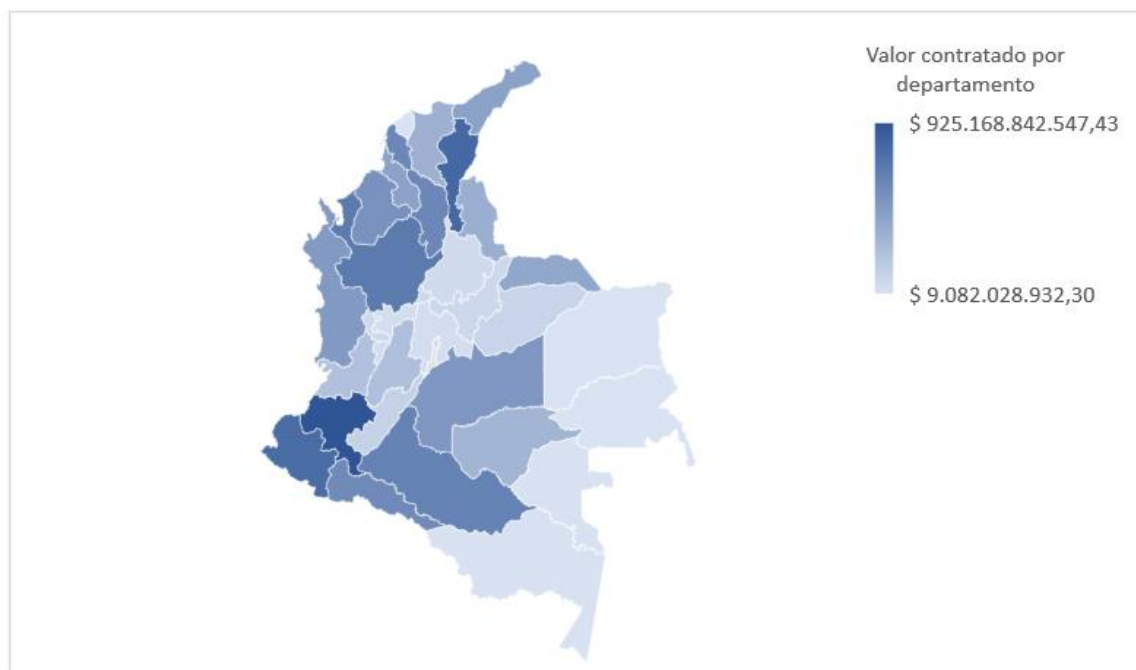 Valor contratado por
departamento
$ 925.168.842.547,43
$ 9.082.028.932,30